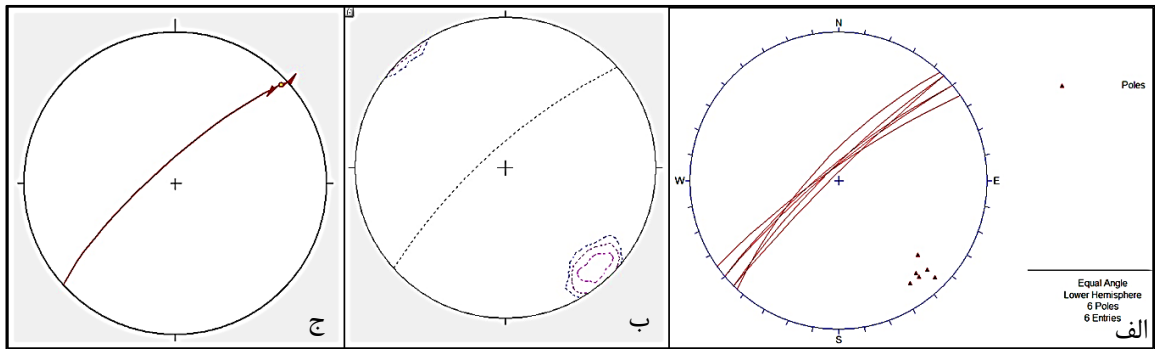 N
W
E
S
Poles
Equal Angle
Lower Hemisphere
6 Poles
6 Entries
الف
ب
ج